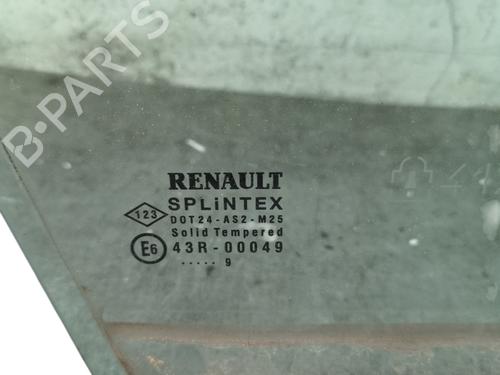 B-PARTS
RENAULT
SPLiNTEX
123
DOT24-AS2-M25
Solid Tempered
E6 43R-00049
..... 9